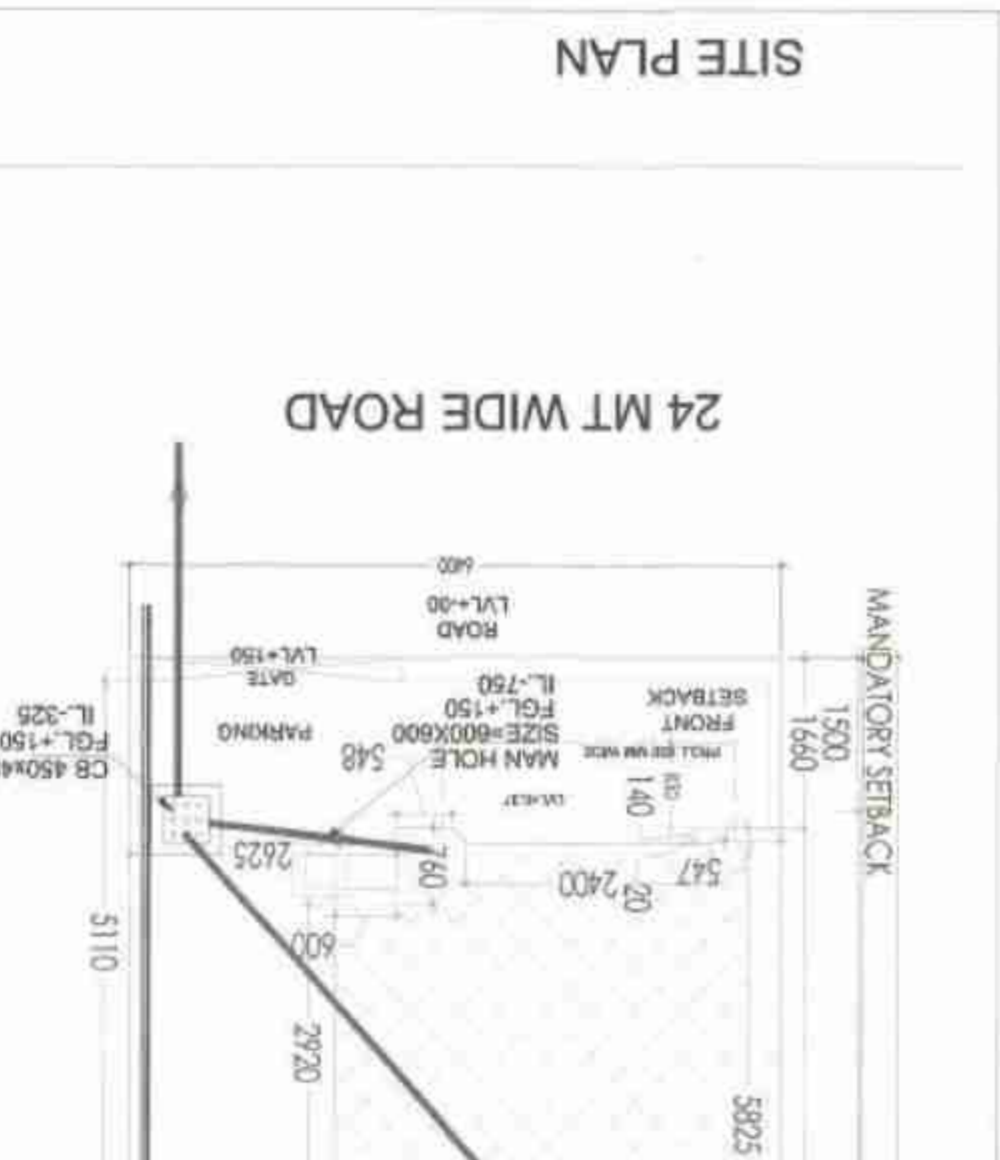 SITE PLAN
24 MT WIDE ROAD
6400
ROAD
LVL+-00
GATE
LVL+150
PARKING
MAN HOLE
SIZE=600X600
FGL.+150
IL.-750
FRONT
SETBACK
CB
FGL.+150
IL.-325
MANDATORY SETBACK
1500
1660
140
548
2625
760
2400
20
547
600
5110
2920
5825